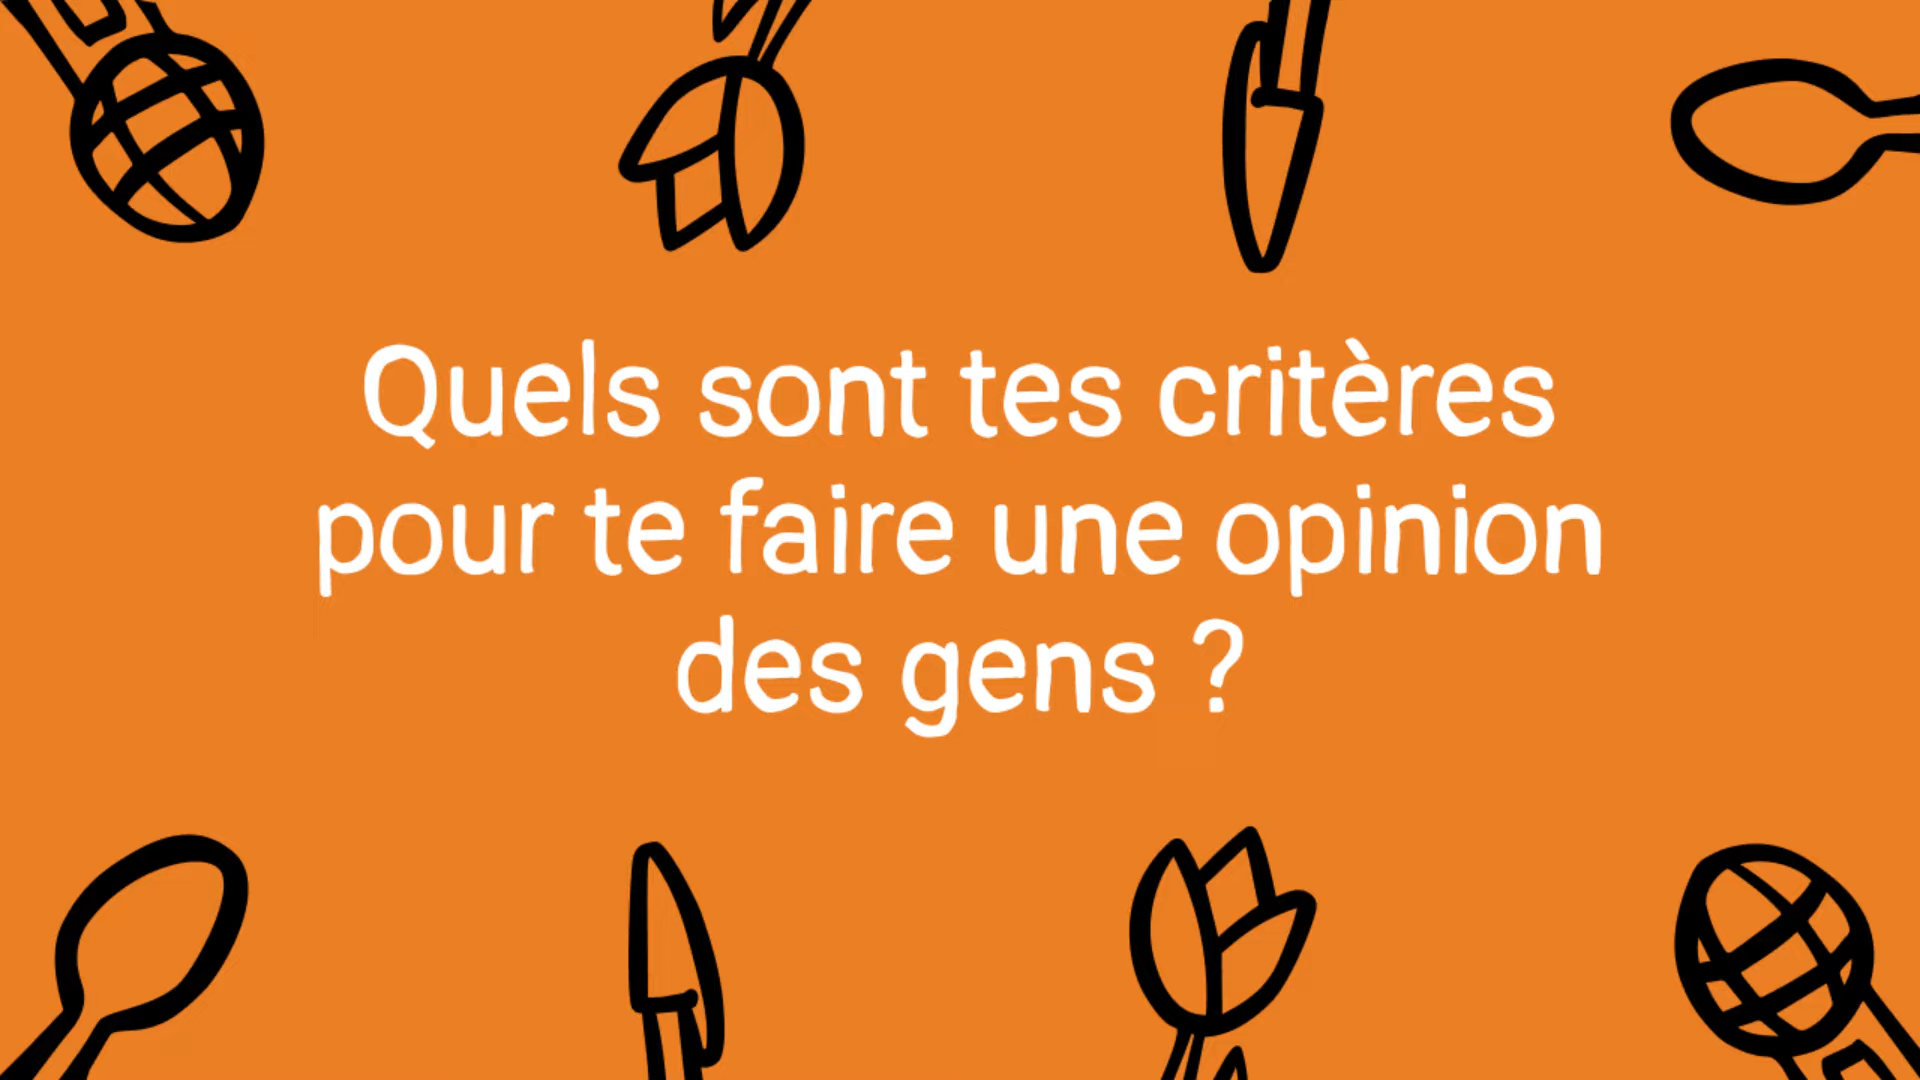 Quels sont tes critères
pour te faire une opinion
des gens ?